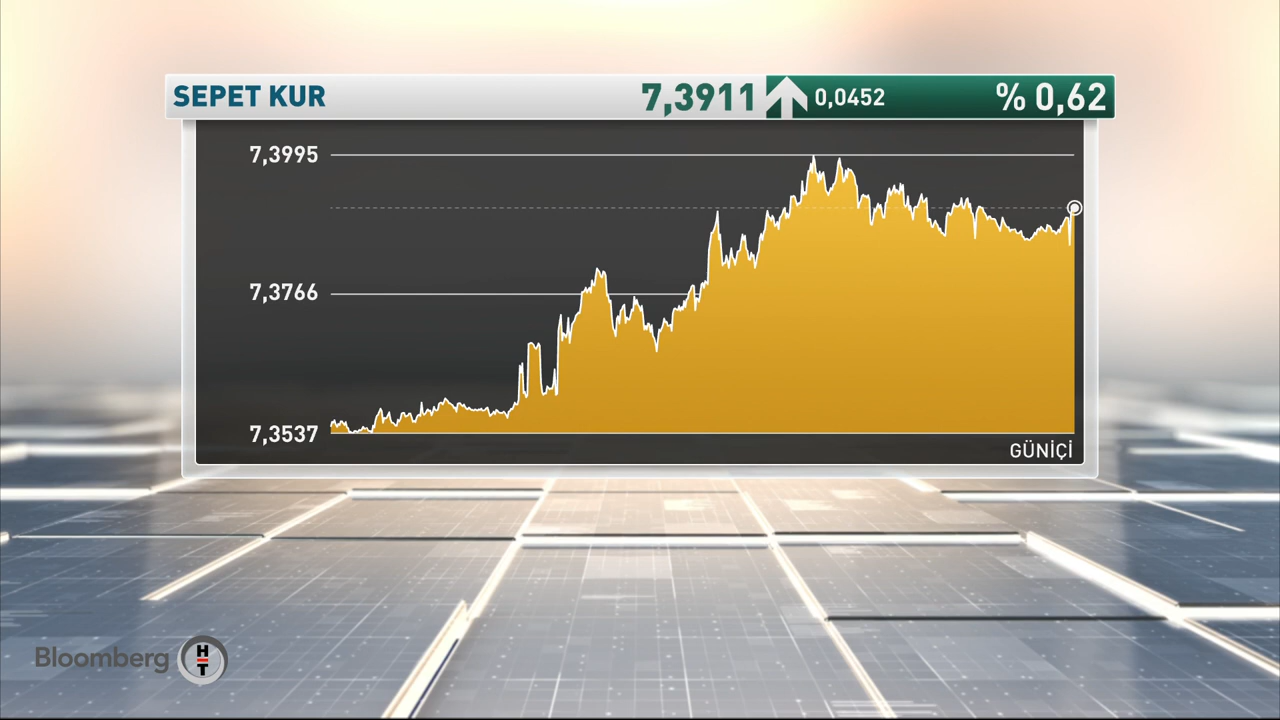 SEPET KUR 7,3911 0,0452 % 0,62
7,3995
7,3766
7,3537
GÜNİÇİ
Bloomberg HT